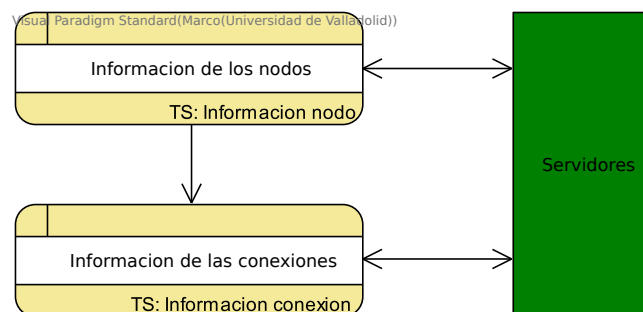 Visual Paradigm Standard(Marco(Universidad de Valladolid))
Informacion de los nodos
TS: Informacion nodo
Servidores
Informacion de las conexiones
TS: Informacion conexion